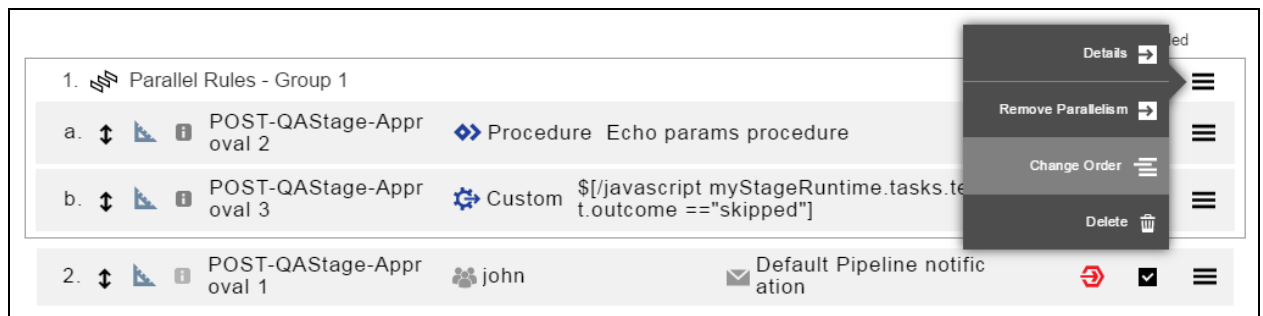 led
Details
1. Parallel Rules - Group 1
Remove Parallelism
a. POST-QAStage-Appr
oval 2
Procedure Echo params procedure
Change Order
b. POST-QAStage-Appr
oval 3
Custom
$[/javascript myStageRuntime.tasks.te
t.outcome =="skipped"]
Delete
2. POST-QAStage-Appr
oval 1
john
Default Pipeline notific
ation